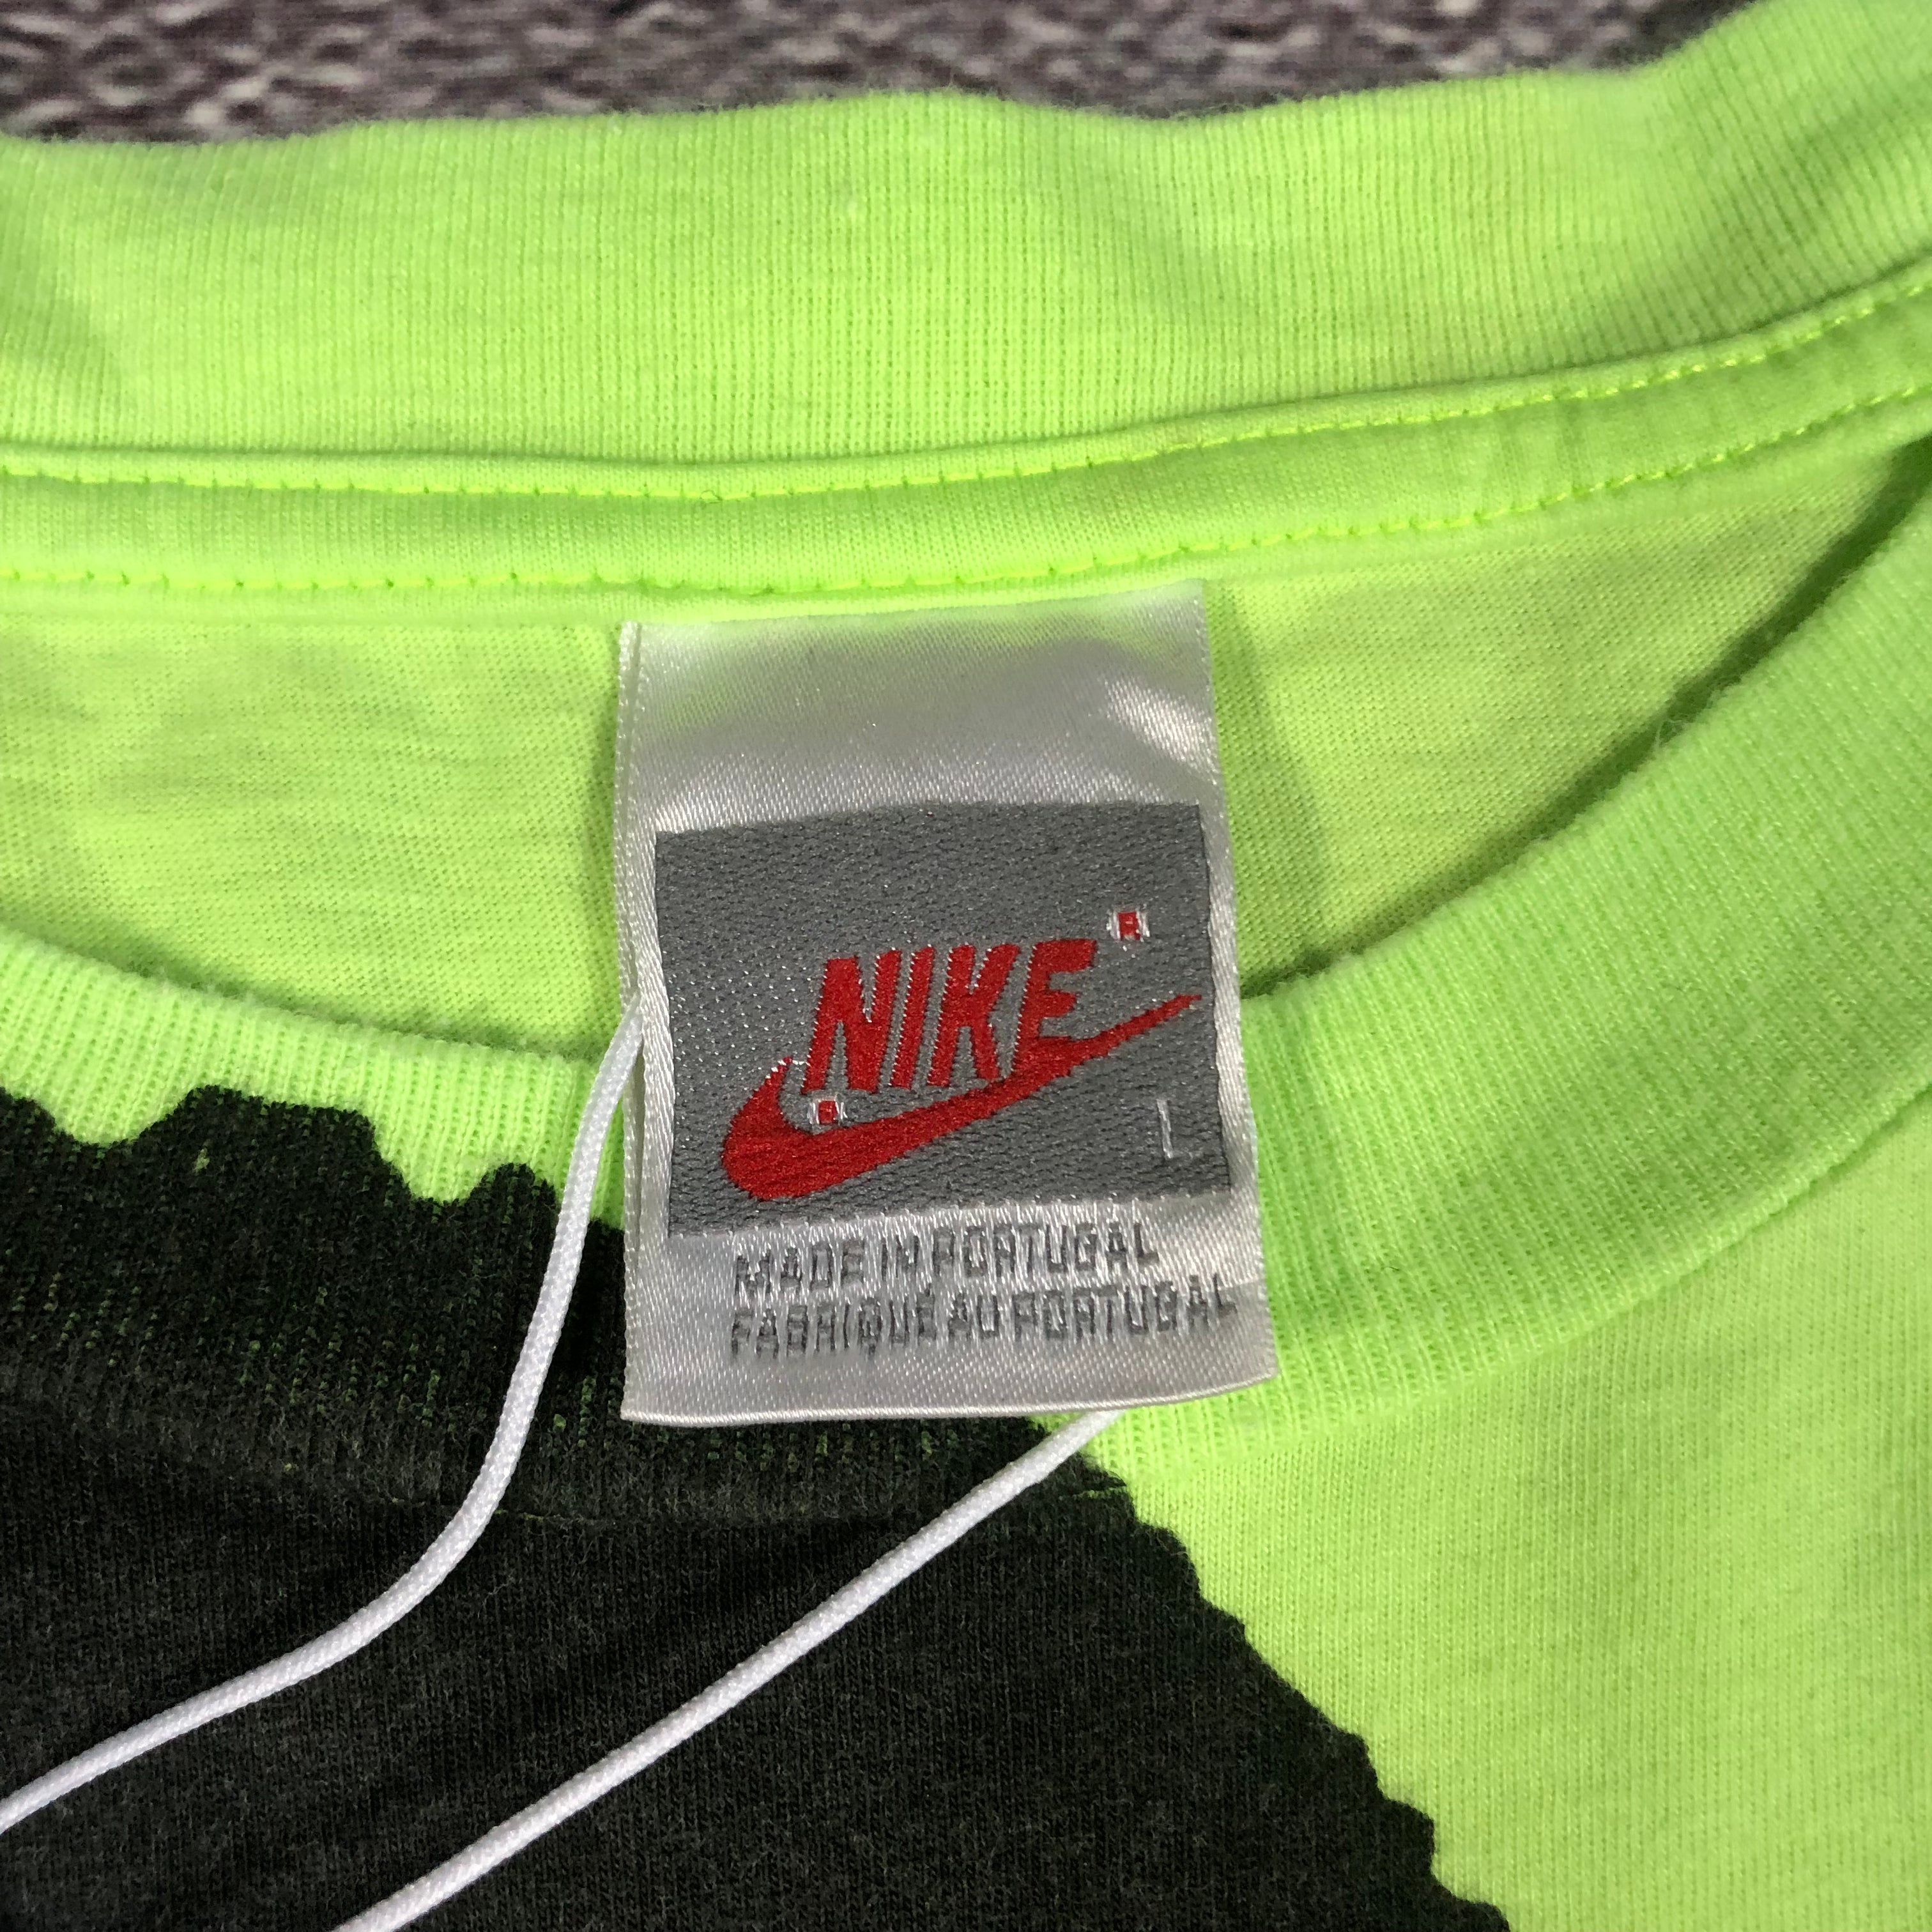 NIKE ®
®
L
MADE IN PORTUGAL
FABRIQUÉ AU PORTUGAL